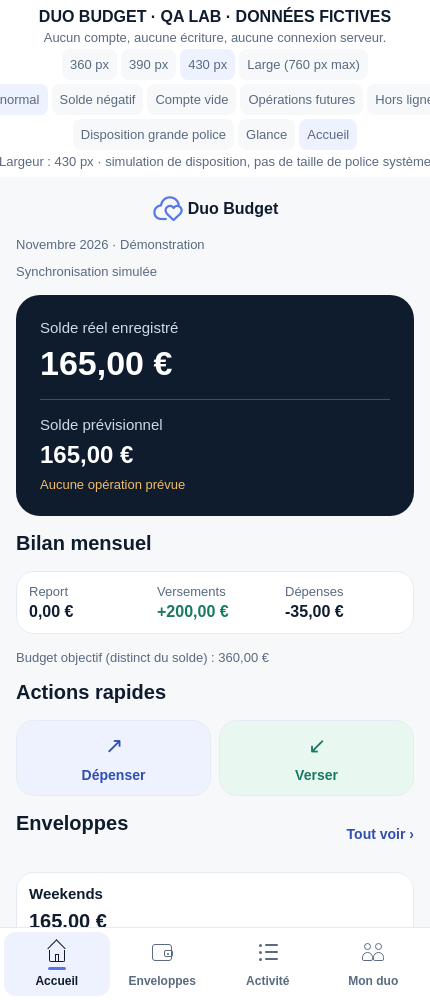 DUO BUDGET · QA LAB · DONNÉES FICTIVES
Aucun compte, aucune écriture, aucune connexion serveur.
360 px 390 px 430 px Large (760 px max)
normal Solde négatif Compte vide Opérations futures Hors ligne
Disposition grande police Glance Accueil
Largeur : 430 px · simulation de disposition, pas de taille de police système
Duo Budget
Novembre 2026 · Démonstration
Synchronisation simulée
Solde réel enregistré
165,00 €
Solde prévisionnel
165,00 €
Aucune opération prévue
Bilan mensuel
Report Versements Dépenses
0,00 € +200,00 € -35,00 €
Budget objectif (distinct du solde) : 360,00 €
Actions rapides
↗ ↙
Dépenser Verser
Enveloppes
Tout voir ›
Weekends
165,00 €
Accueil Enveloppes Activité Mon duo